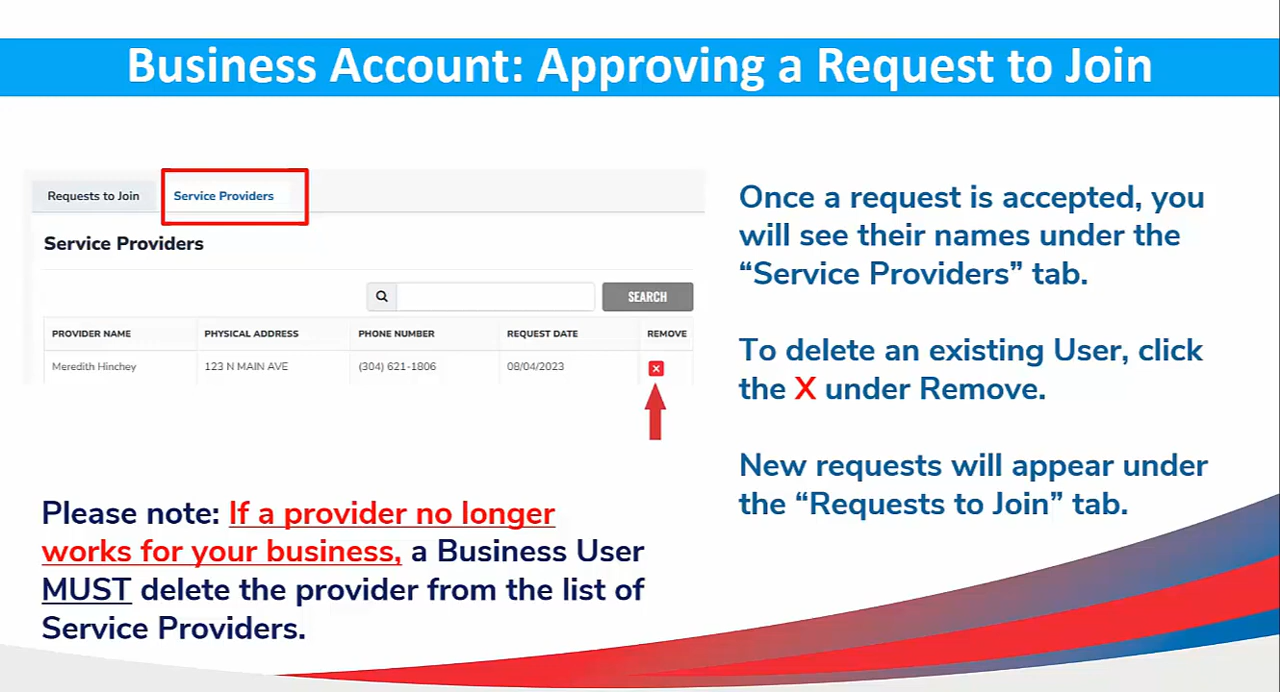 Business Account: Approving a Request to Join
Requests to Join
Service Providers
Service Providers
SEARCH
PROVIDER NAME PHYSICAL ADDRESS PHONE NUMBER REQUEST DATE REMOVE
Meredith Hinchey 123 N MAIN AVE (304) 621-1806 08/04/2023
Once a request is accepted, you
will see their names under the
“Service Providers” tab.
To delete an existing User, click
the X under Remove.
New requests will appear under
the “Requests to Join” tab.
Please note: If a provider no longer
works for your business, a Business User
MUST delete the provider from the list of
Service Providers.